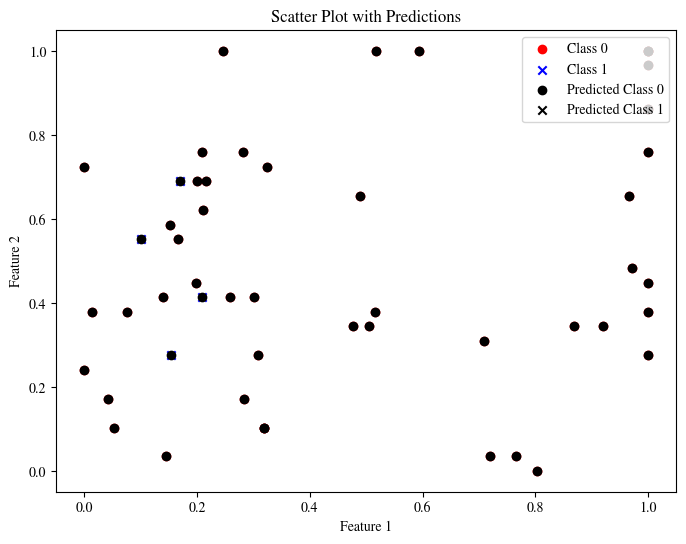 Scatter Plot with Predictions
Class 0
Class 1
Predicted Class 0
Predicted Class 1
1.0
0.8
0.6
0.4
0.2
0.0
Feature 2
0.0 0.2 0.4 0.6 0.8 1.0
Feature 1